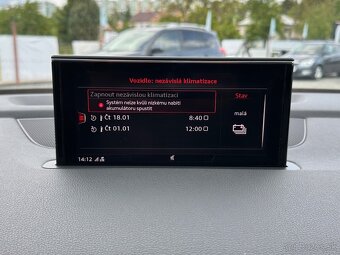 Vozidlo: nezávislá klimatizace
Zapnout nezávislou klimatizaci
Systém nelze kvůli nízkému nabití
akumulátoru spustit
Čt 18.01 8:40
Čt 01.01 12:00
Stav
malá
14:12